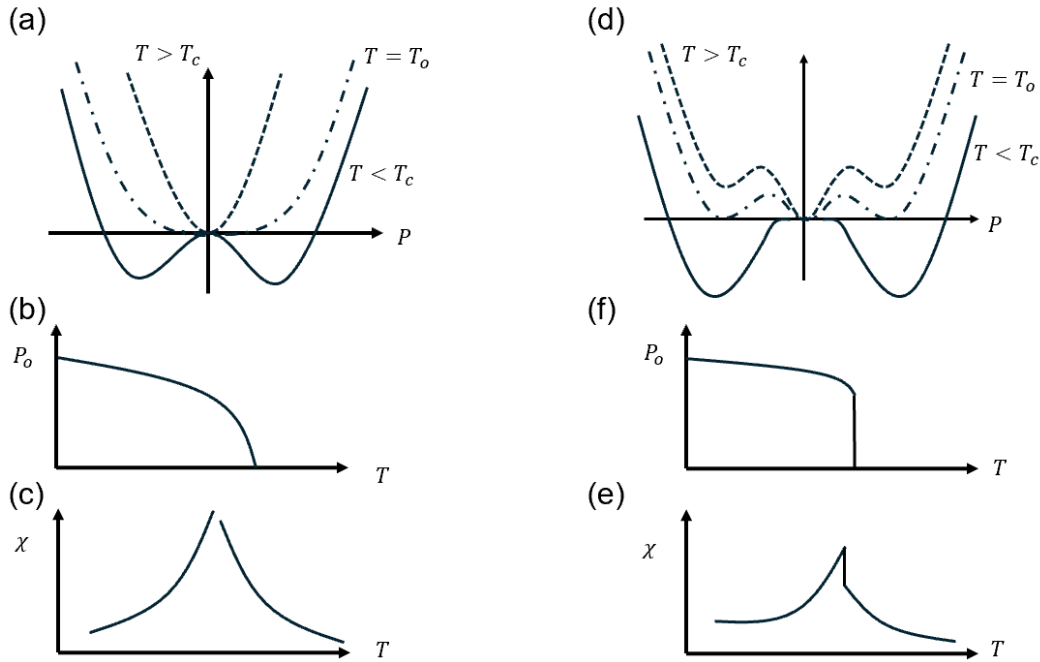 (a)
T > T_c
T = T_o
T < T_c
P
(b)
P_o
T
(c)
χ
T
(d)
T > T_c
T = T_o
T < T_c
P
(f)
P_o
T
(e)
χ
T